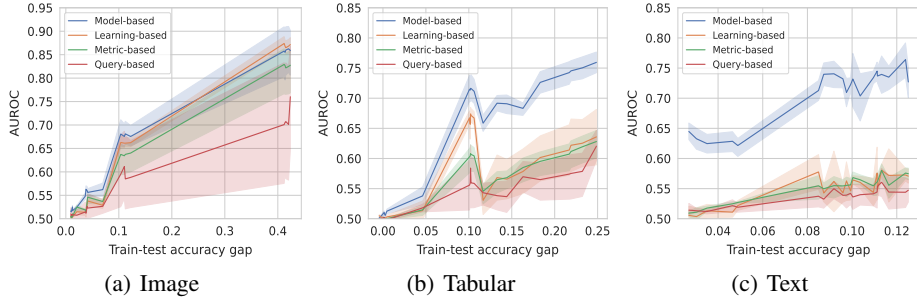 0.95
0.90
0.85
0.80
0.75
0.70
0.65
0.60
0.55
0.50
AUROC
Model-based
Learning-based
Metric-based
Query-based
0.0 0.1 0.2 0.3 0.4
Train-test accuracy gap
(a) Image
0.85
0.80
0.75
0.70
0.65
0.60
0.55
0.50
AUROC
Model-based
Learning-based
Metric-based
Query-based
0.00 0.05 0.10 0.15 0.20 0.25
Train-test accuracy gap
(b) Tabular
0.85
0.80
0.75
0.70
0.65
0.60
0.55
0.50
AUROC
Model-based
Learning-based
Metric-based
Query-based
0.04 0.06 0.08 0.10 0.12
Train-test accuracy gap
(c) Text